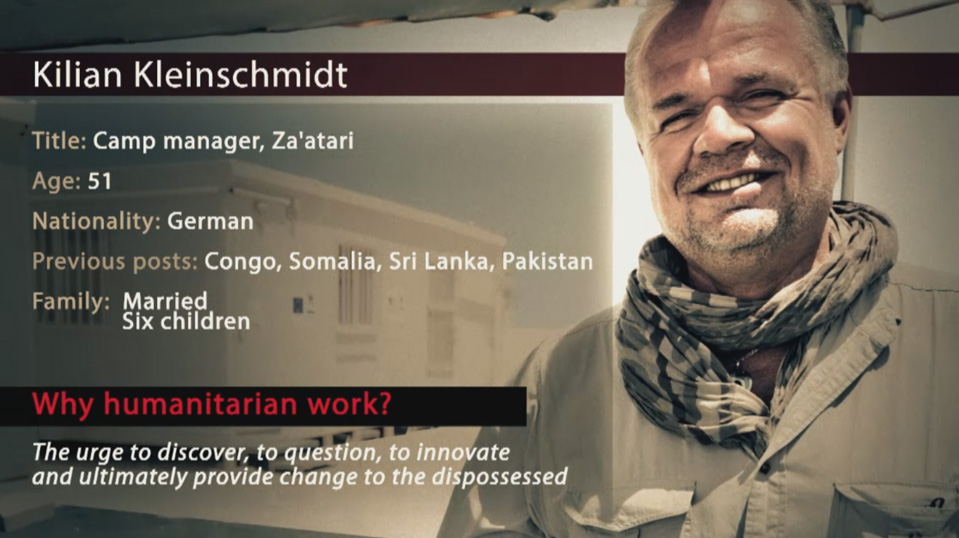 Kilian Kleinschmidt
Title: Camp manager, Za'atari
Age: 51
Nationality: German
Previous posts: Congo, Somalia, Sri Lanka, Pakistan
Family: Married
Six children
Why humanitarian work?
The urge to discover, to question, to innovate
and ultimately provide change to the dispossessed